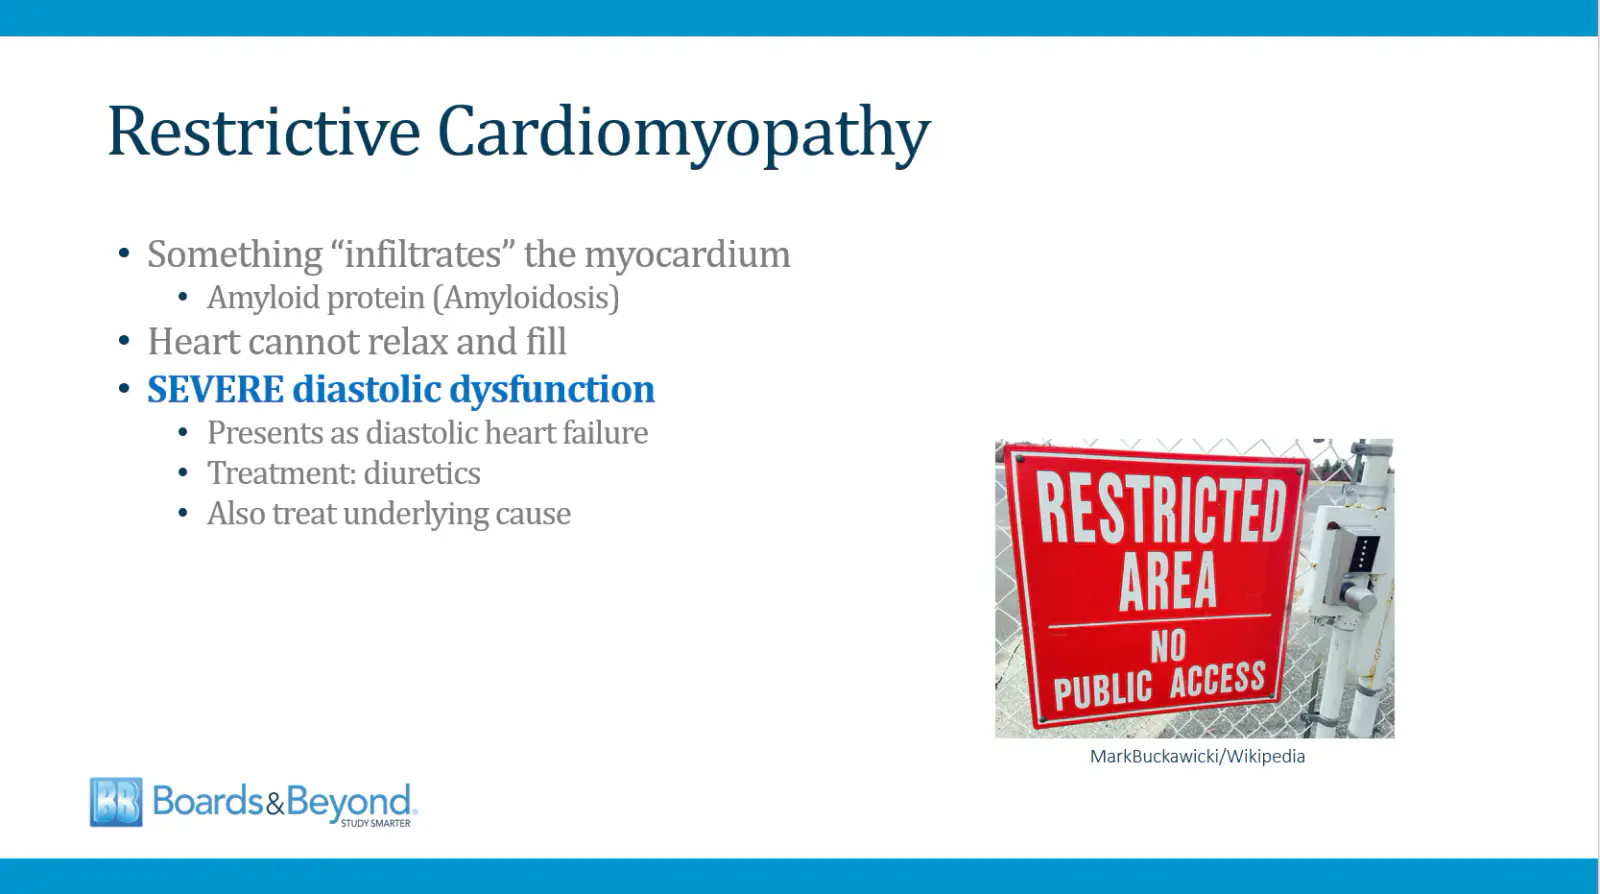 Restrictive Cardiomyopathy
• Something “infiltrates” the myocardium
• Amyloid protein (Amyloidosis)
• Heart cannot relax and fill
• SEVERE diastolic dysfunction
• Presents as diastolic heart failure
• Treatment: diuretics
• Also treat underlying cause
RESTRICTED
AREA
NO
PUBLIC ACCESS
MarkBuckawicki/Wikipedia
BB Boards&Beyond.
STUDY SMARTER